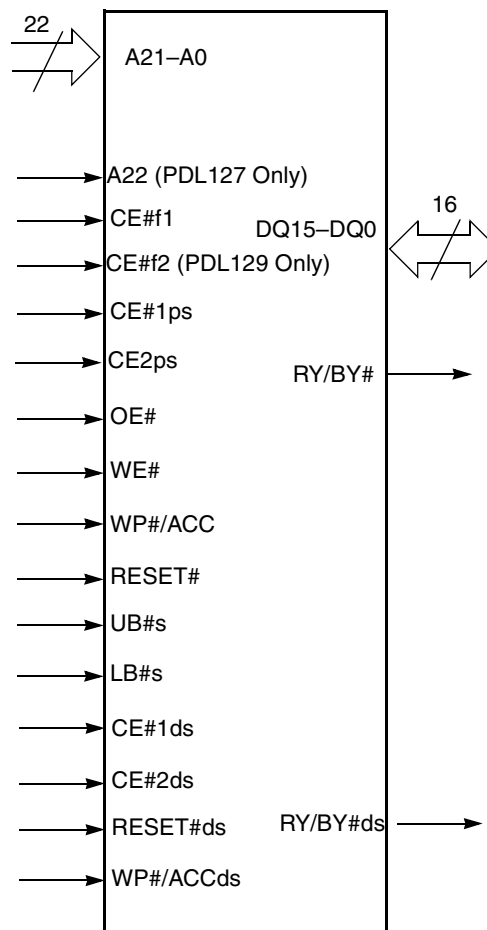 22
A21–A0
A22 (PDL127 Only)
CE#f1
16
DQ15–DQ0
CE#f2 (PDL129 Only)
CE#1ps
CE2ps
RY/BY#
OE#
WE#
WP#/ACC
RESET#
UB#s
LB#s
CE#1ds
CE#2ds
RESET#ds
RY/BY#ds
WP#/ACCds